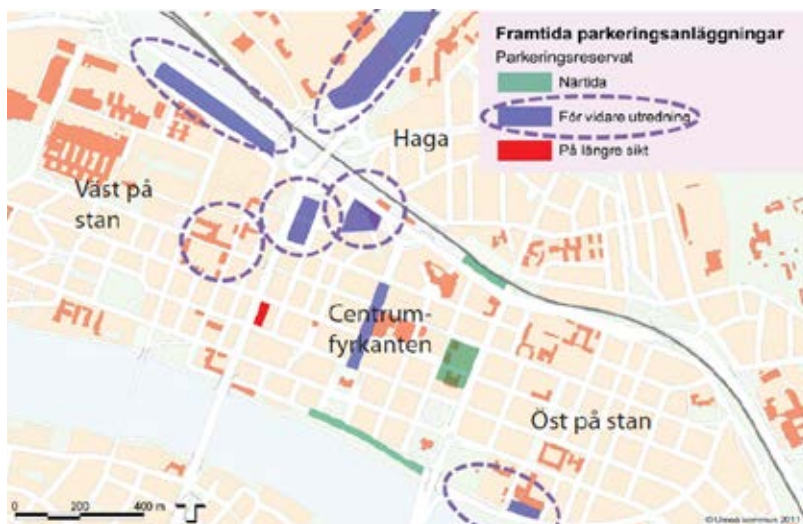 Framtida parkeringsanläggningar
Parkeringsreservat
Närtida
För vidare utredning
På längre sikt
Haga
Väst på
stan
Centrum-
fyrkanten
Öst på stan
0 200 400 m
© Umeå kommun 2011